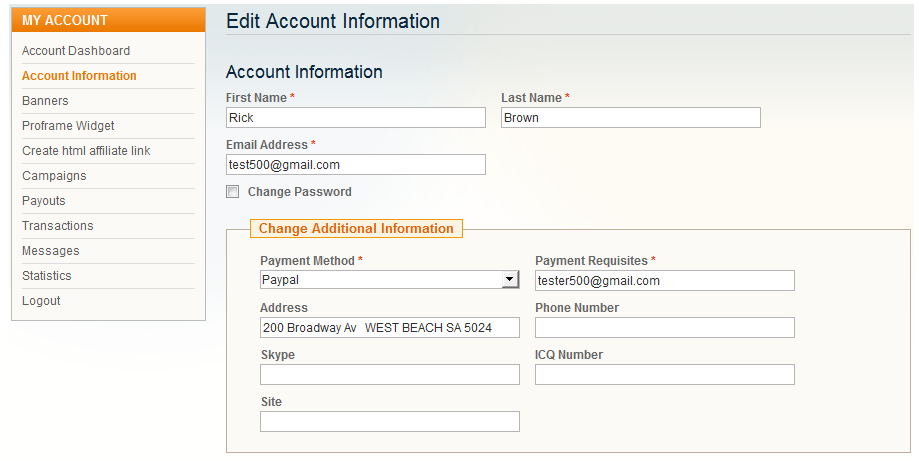 MY ACCOUNT
Account Dashboard
Account Information
Banners
Proframe Widget
Create html affiliate link
Campaigns
Payouts
Transactions
Messages
Statistics
Logout
Edit Account Information
Account Information
First Name * Last Name *
Rick Brown
Email Address *
test500@gmail.com
Change Password
Change Additional Information
Payment Method * Payment Requisites *
Paypal tester500@gmail.com
Address Phone Number
200 Broadway Av WEST BEACH SA 5024
Skype ICQ Number
Site